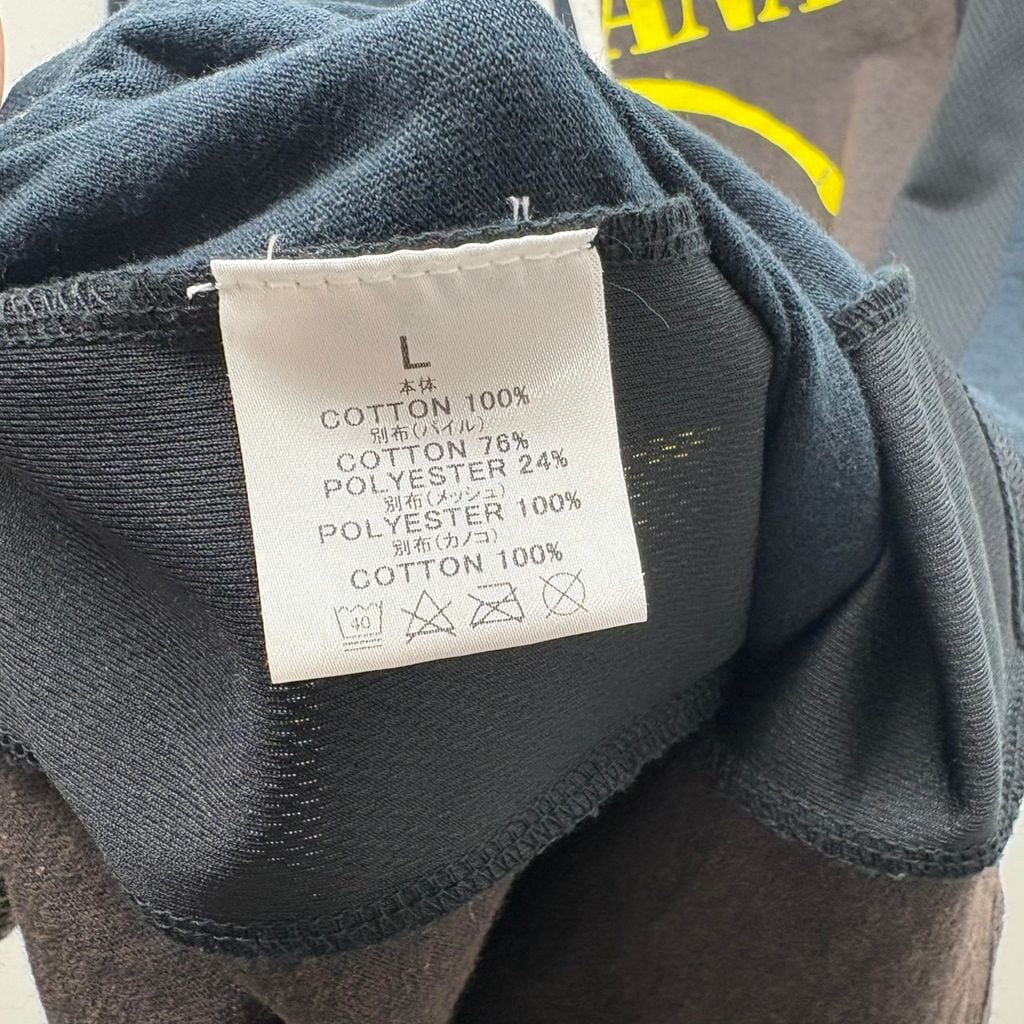 ANA
L
本体
COTTON 100%
別布(パイル)
COTTON 76%
POLYESTER 24%
別布(メッシュ)
POLYESTER 100%
別布(カノコ)
COTTON 100%
40